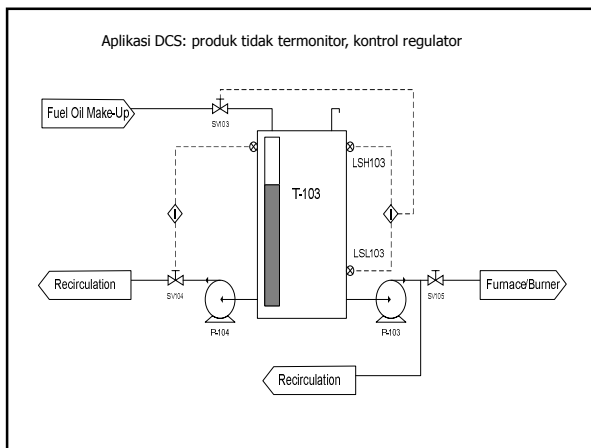 Aplikasi DCS: produk tidak termonitor, kontrol regulator
Fuel Oil Make-Up
SV103
LSH103
T-103
I
I
LSL103
Recirculation
SV104
SV105
Furnace/Burner
P-104
P-103
Recirculation